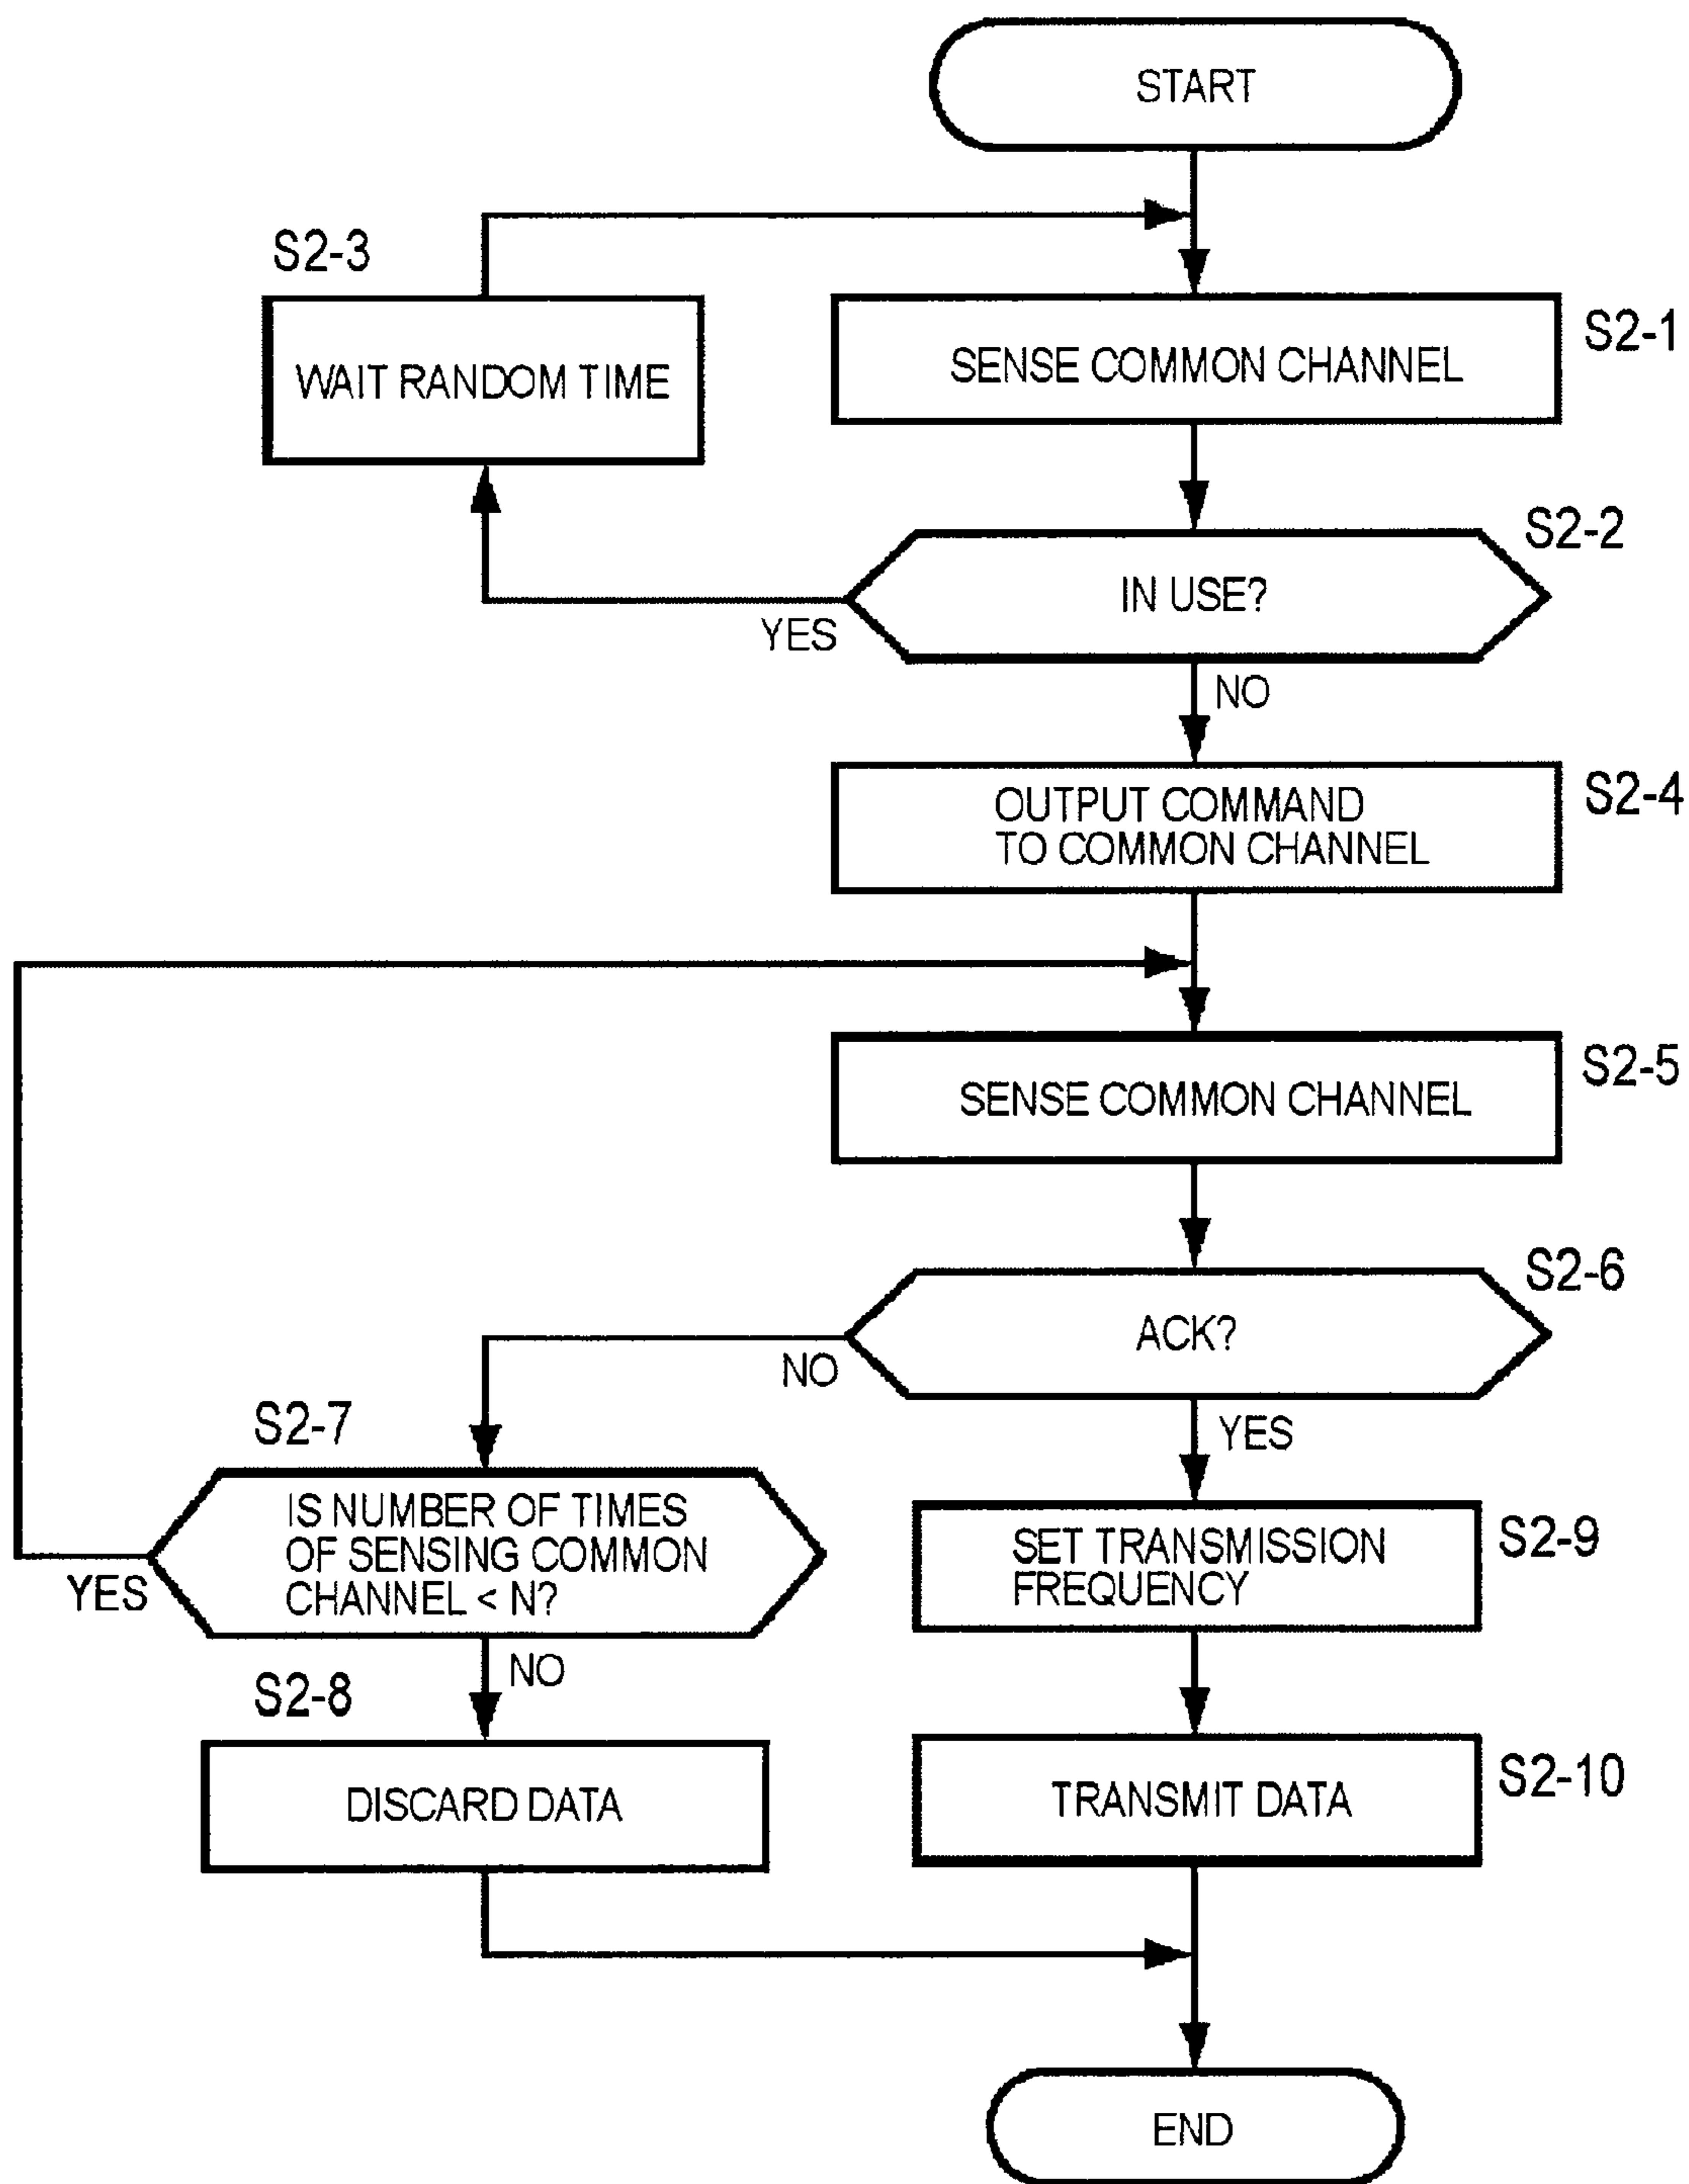 START
S2-3
WAIT RANDOM TIME
SENSE COMMON CHANNEL
S2-1
S2-2
IN USE?
YES
NO
OUTPUT COMMAND
TO COMMON CHANNEL
S2-4
SENSE COMMON CHANNEL
S2-5
S2-6
ACK?
NO
YES
S2-7
IS NUMBER OF TIMES
OF SENSING COMMON
CHANNEL < N?
YES
NO
SET TRANSMISSION
FREQUENCY
S2-9
S2-8
DISCARD DATA
TRANSMIT DATA
S2-10
END